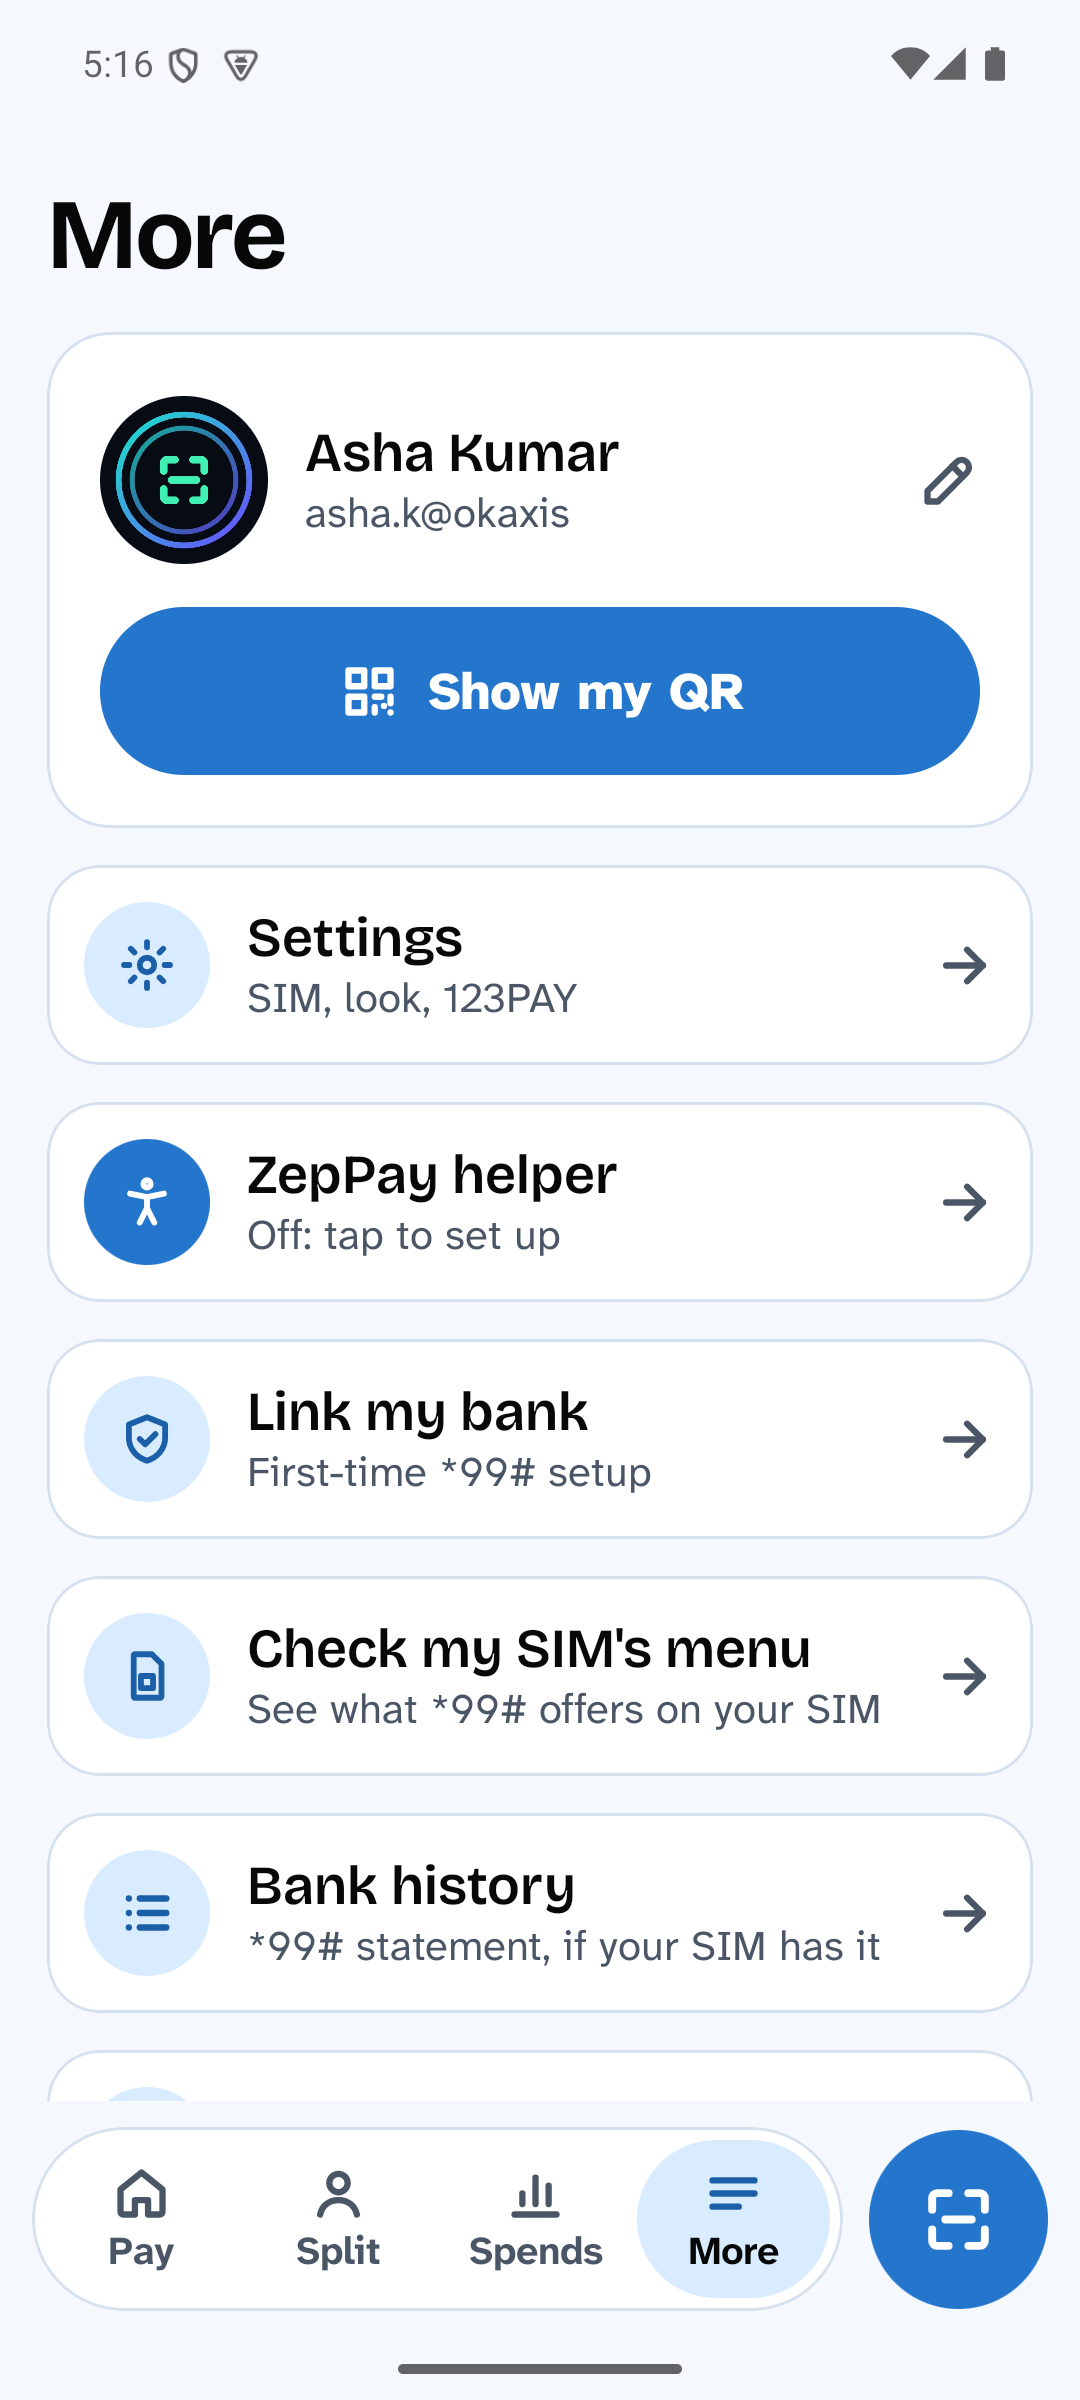 5:16
More
Asha Kumar
asha.k@okaxis
Show my QR
Settings
SIM, look, 123PAY
ZepPay helper
Off: tap to set up
Link my bank
First-time *99# setup
Check my SIM's menu
See what *99# offers on your SIM
Bank history
*99# statement, if your SIM has it
Pay
Split
Spends
More